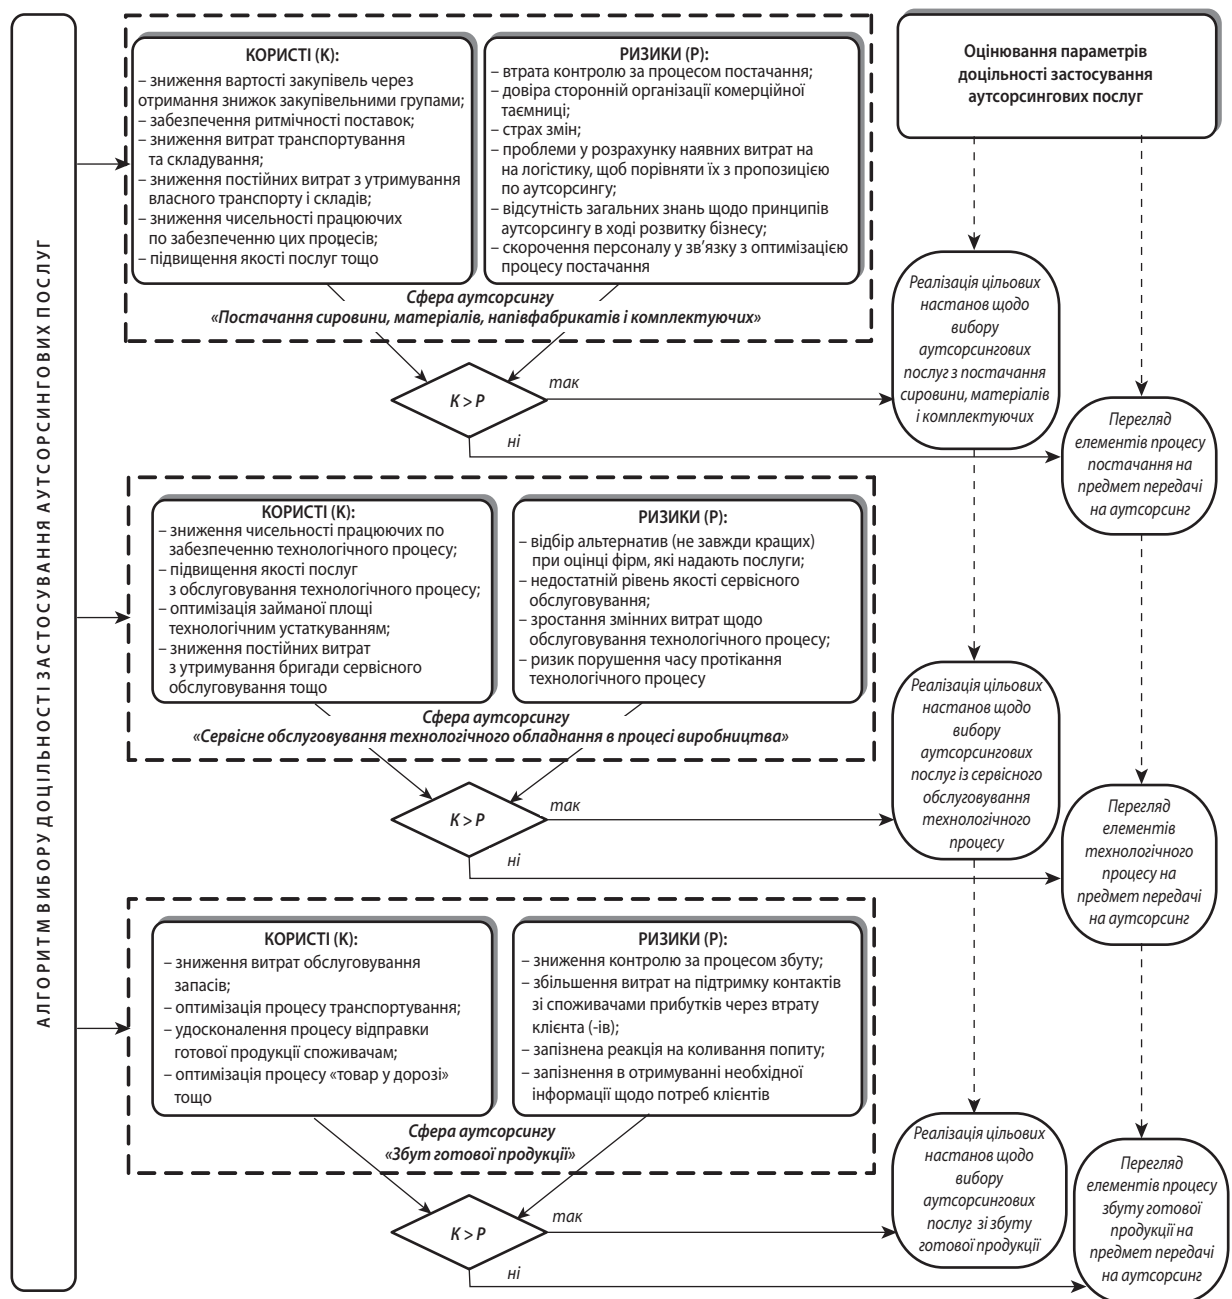 АЛГОРИТМ ВИБОРУ ДОЦІЛЬНОСТІ ЗАСТОСУВАННЯ АУТСОРСИНГОВИХ ПОСЛУГ
КОРИСТІ (К):
– зниження вартості закупівель через
отримання знижок закупівельними групами;
– забезпечення ритмічності поставок;
– зниження витрат транспортування
та складування;
– зниження постійних витрат з утримування
власного транспорту і складів;
– зниження чисельності працюючих
по забезпеченню цих процесів;
– підвищення якості послуг тощо
РИЗИКИ (Р):
– втрата контролю за процесом постачання;
– довіра сторонній організації комерційної
таємниці;
– страх змін;
– проблеми у розрахунку наявних витрат на
на логістику, щоб порівняти їх з пропозицією
по аутсорсингу;
– відсутність загальних знань щодо принципів
аутсорсингу в ході розвитку бізнесу;
– скорочення персоналу у зв’язку з оптимізацією
процесу постачання
Сфера аутсорсингу
«Постачання сировини, матеріалів, напівфабрикатів і комплектуючих»
К > Р
так
ні
Оцінювання параметрів
доцільності застосування
аутсорсингових послуг
Реалізація цільових
настанов щодо
вибору
аутсорсингових
послуг з постачання
сировини, матеріалів
і комплектуючих
Перегляд
елементів процесу
постачання на
предмет передачі
на аутсорсинг
КОРИСТІ (К):
– зниження чисельності працюючих по
забезпеченню технологічного процесу;
– підвищення якості послуг
з обслуговування технологічного процесу;
– оптимізація займаної площі
технологічним устаткуванням;
– зниження постійних витрат
з утримування бригади сервісного
обслуговування тощо
РИЗИКИ (Р):
– відбір альтернатив (не завжди кращих)
при оцінці фірм, які надають послуги;
– недостатній рівень якості сервісного
обслуговування;
– зростання змінних витрат щодо
обслуговування технологічного процесу;
– ризик порушення часу протікання
технологічного процесу
Сфера аутсорсингу
«Сервісне обслуговування технологічного обладнання в процесі виробництва»
К > Р
так
ні
Реалізація цільових
настанов щодо
вибору
аутсорсингових
послуг із сервісного
обслуговування
технологічного
процесу
Перегляд
елементів
технологічного
процесу на
предмет передачі
на аутсорсинг
КОРИСТІ (К):
– зниження витрат обслуговування
запасів;
– оптимізація процесу транспортування;
– удосконалення процесу відправки
готової продукції споживачам;
– оптимізація процесу «товар у дорозі»
тощо
РИЗИКИ (Р):
– зниження контролю за процесом збуту;
– збільшення витрат на підтримку контактів
зі споживачами прибутків через втрату
клієнта (-ів);
– запізнена реакція на коливання попиту;
– запізнення в отримуванні необхідної
інформації щодо потреб клієнтів
Сфера аутсорсингу
«Збут готової продукції»
К > Р
так
ні
Реалізація цільових
настанов щодо
вибору
аутсорсингових
послуг зі збуту
готової продукції
Перегляд
елементів процесу
збуту готової
продукції на
предмет передачі
на аутсорсинг